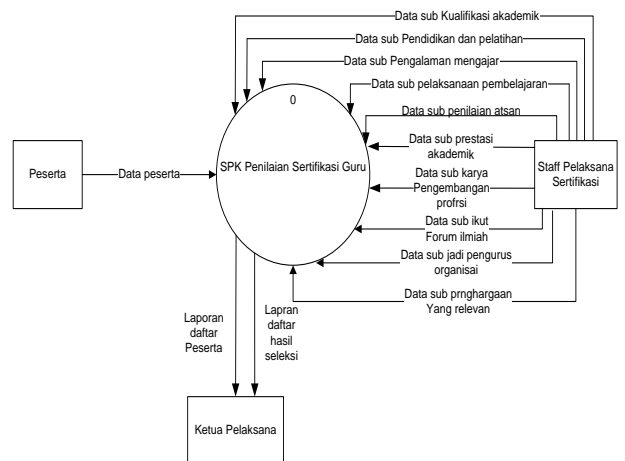 Data sub Kualifikasi akademik
Data sub Pendidikan dan pelatihan
Data sub Pengalaman mengajar
0
Data sub pelaksanaan pembelajaran
Data sub penilaian atsan
Data sub prestasi
akademik
Peserta
Data peserta
SPK Penilaian Sertifikasi Guru
Data sub karya
Pengembangan
profrsi
Staff Pelaksana
Sertifikasi
Data sub ikut
Forum ilmiah
Data sub jadi pengurus
organisai
Data sub prnghargaan
Yang relevan
Laporan
daftar
Peserta
Lapran
daftar
hasil
seleksi
Ketua Pelaksana